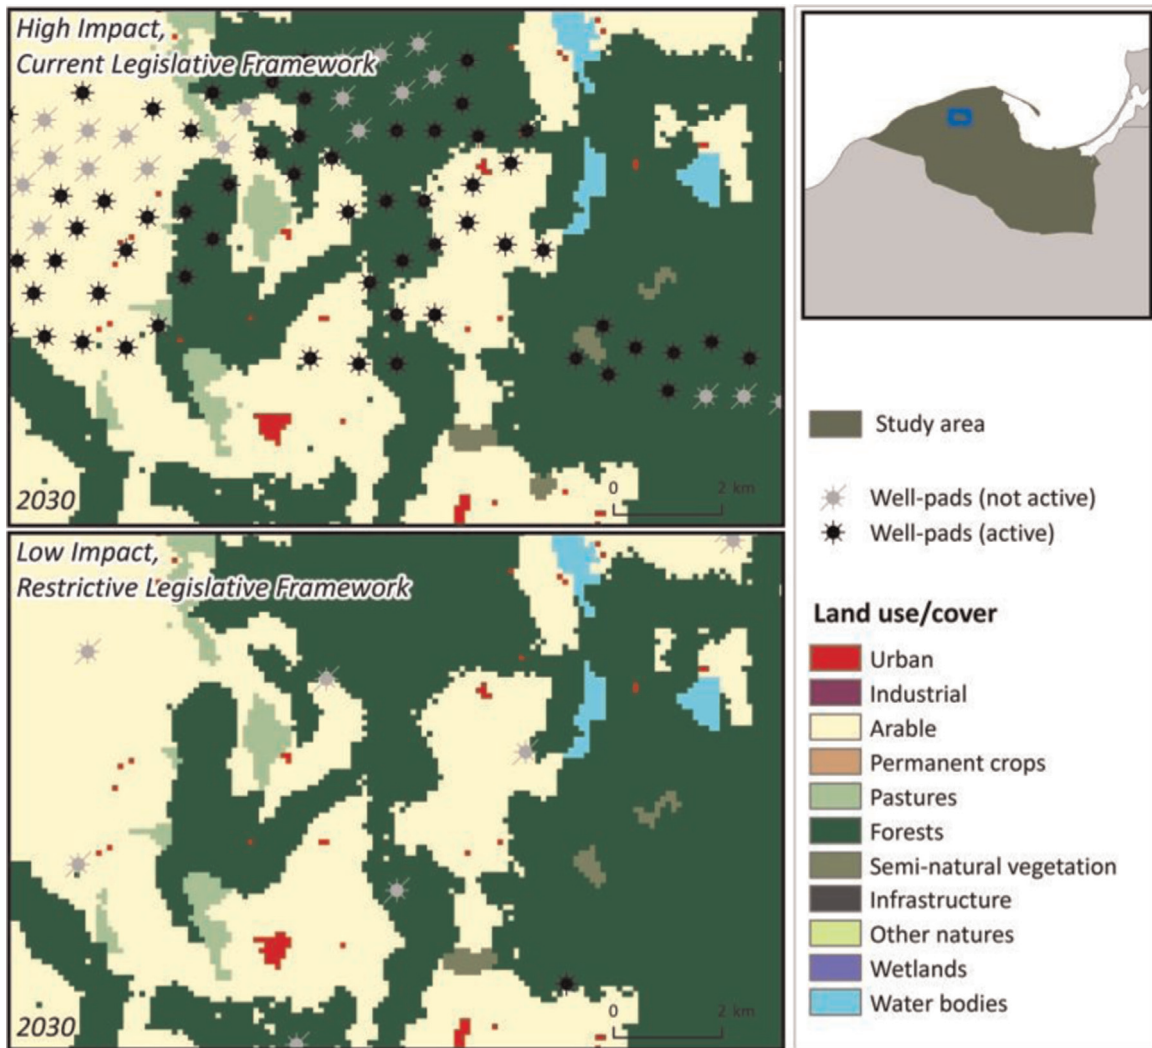 High Impact,
Current Legislative Framework
2030
0 2 km
Low Impact,
Restrictive Legislative Framework
2030
0 2 km
Study area
Well-pads (not active)
Well-pads (active)
Land use/cover
Urban
Industrial
Arable
Permanent crops
Pastures
Forests
Semi-natural vegetation
Infrastructure
Other natures
Wetlands
Water bodies